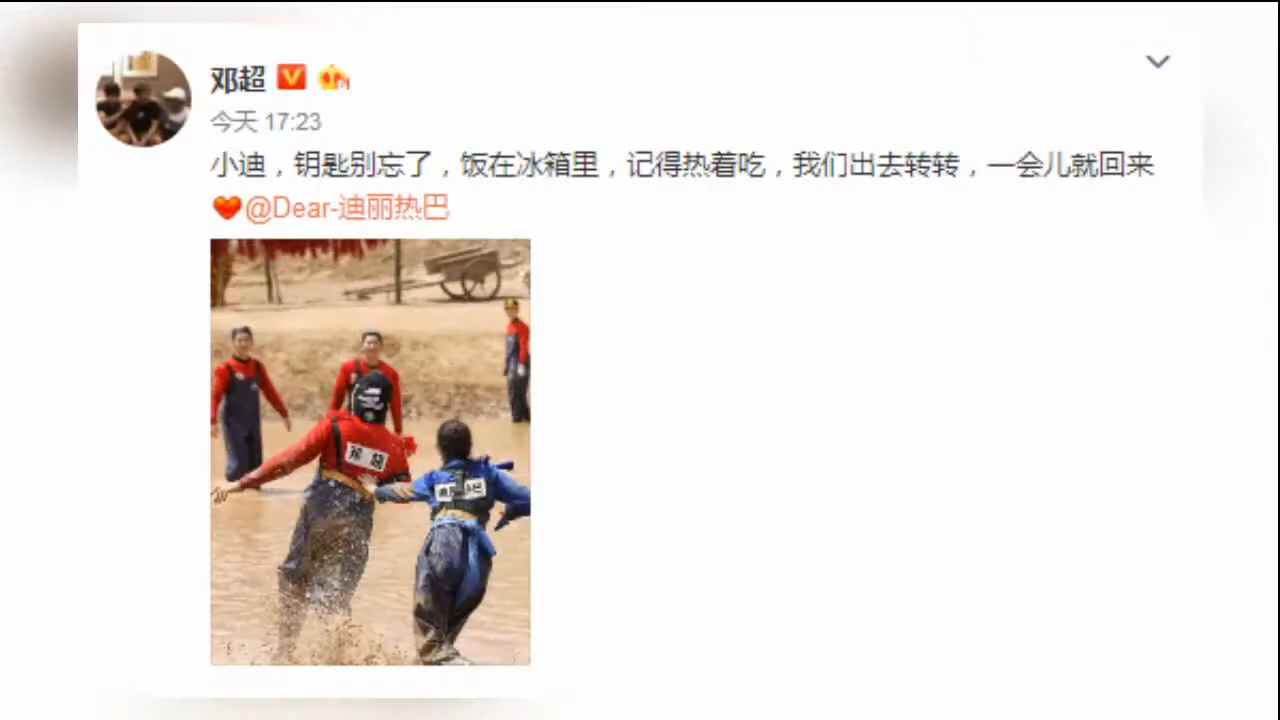 邓超
今天 17:23
小迪，钥匙别忘了，饭在冰箱里，记得热着吃，我们出去转转，一会儿就回来
@Dear-迪丽热巴
邓 超